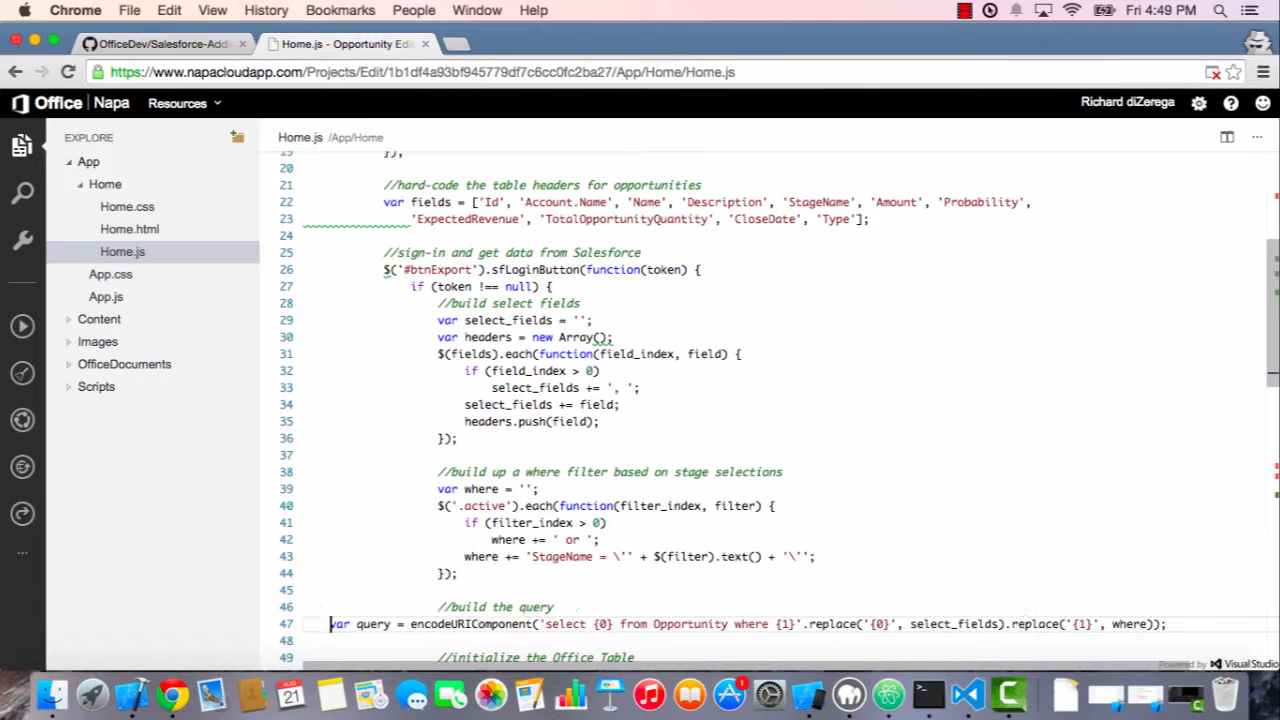 Chrome File Edit View History Bookmarks People Window Help Fri 4:49 PM
OfficeDev/Salesforce-Addi Home.js - Opportunity Edi
https://www.napacloudapp.com/Projects/Edit/1b1df4a93bf945779df7c6cc0fc2ba27/App/Home/Home.js
Office Napa Resources Richard diZerega
EXPLORE
Home.js /App/Home
App
Home
Home.css
Home.html
Home.js
App.css
App.js
Content
Images
OfficeDocuments
Scripts
19 });
20
21 //hard-code the table headers for opportunities
22 var fields = ['Id', 'Account.Name', 'Name', 'Description', 'StageName', 'Amount', 'Probability',
23 'ExpectedRevenue', 'TotalOpportunityQuantity', 'CloseDate', 'Type'];
24
25 //sign-in and get data from Salesforce
26 $('#btnExport').sfLoginButton(function(token) {
27 if (token !== null) {
28 //build select fields
29 var select_fields = '';
30 var headers = new Array();
31 $(fields).each(function(field_index, field) {
32 if (field_index > 0)
33 select_fields += ', ';
34 select_fields += field;
35 headers.push(field);
36 });
37
38 //build up a where filter based on stage selections
39 var where = '';
40 $('.active').each(function(filter_index, filter) {
41 if (filter_index > 0)
42 where += ' or ';
43 where += 'StageName = \'' + $(filter).text() + '\'';
44 });
45
46 //build the query
47 var query = encodeURIComponent('select {0} from Opportunity where {1}'.replace('{0}', select_fields).replace('{1}', where));
48
49 //initialize the Office Table
Powered by Visual Studio
AUG
21
1